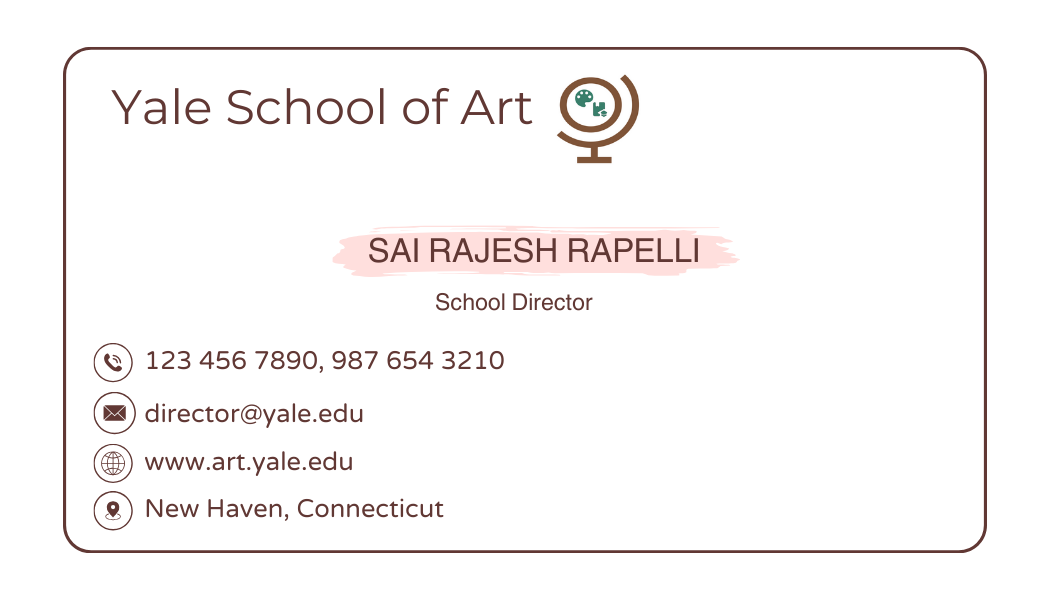 Yale School of Art
SAI RAJESH RAPELLI
School Director
123 456 7890, 987 654 3210
director@yale.edu
www.art.yale.edu
New Haven, Connecticut